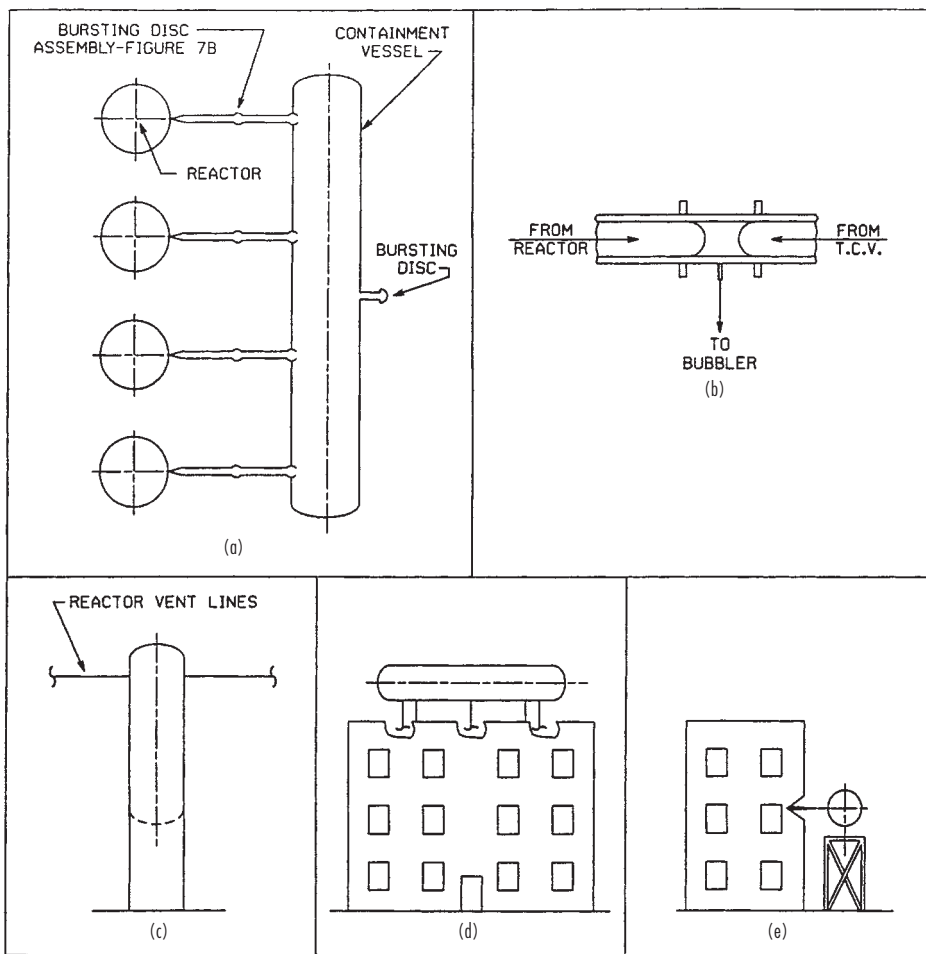 BURSTING DISC
ASSEMBLY-FIGURE 7B
CONTAINMENT
VESSEL
REACTOR
BURSTING
DISC
(a)
FROM
REACTOR
FROM
T.C.V.
TO
BUBBLER
(b)
REACTOR VENT LINES
(c)
(d)
(e)